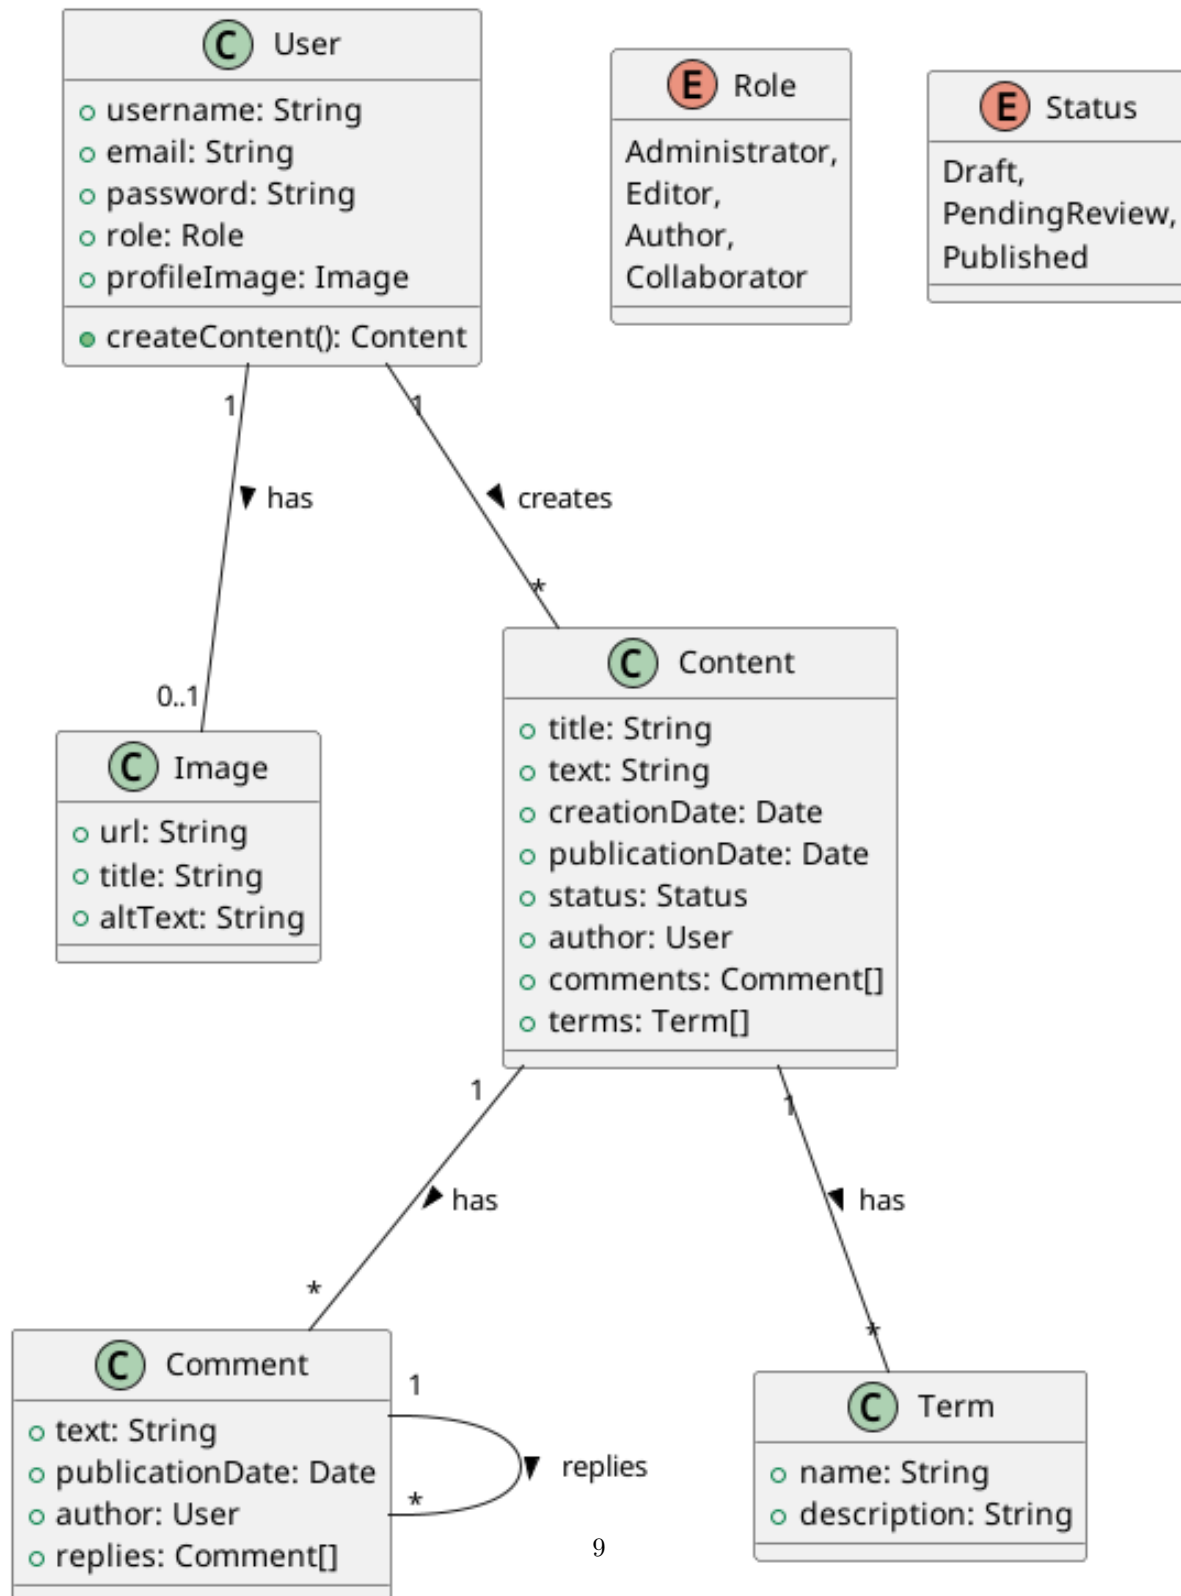 C User
username: String
email: String
password: String
role: Role
profileImage: Image
createContent(): Content
E Role
Administrator,
Editor,
Author,
Collaborator
E Status
Draft,
PendingReview,
Published
1
1
has
creates
0..1
*
C Image
url: String
title: String
altText: String
C Content
title: String
text: String
creationDate: Date
publicationDate: Date
status: Status
author: User
comments: Comment[]
terms: Term[]
1
1
has
has
*
*
C Comment
text: String
publicationDate: Date
author: User
replies: Comment[]
1
replies
*
C Term
name: String
description: String
9